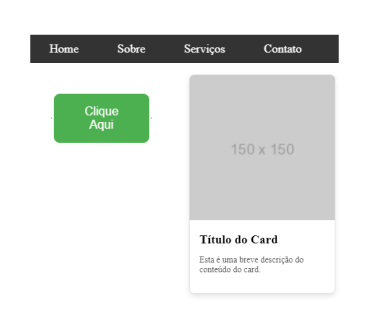 Home Sobre Serviços Contato
Clique
Aqui
150 x 150
Título do Card
Esta é uma breve descrição do
conteúdo do card.